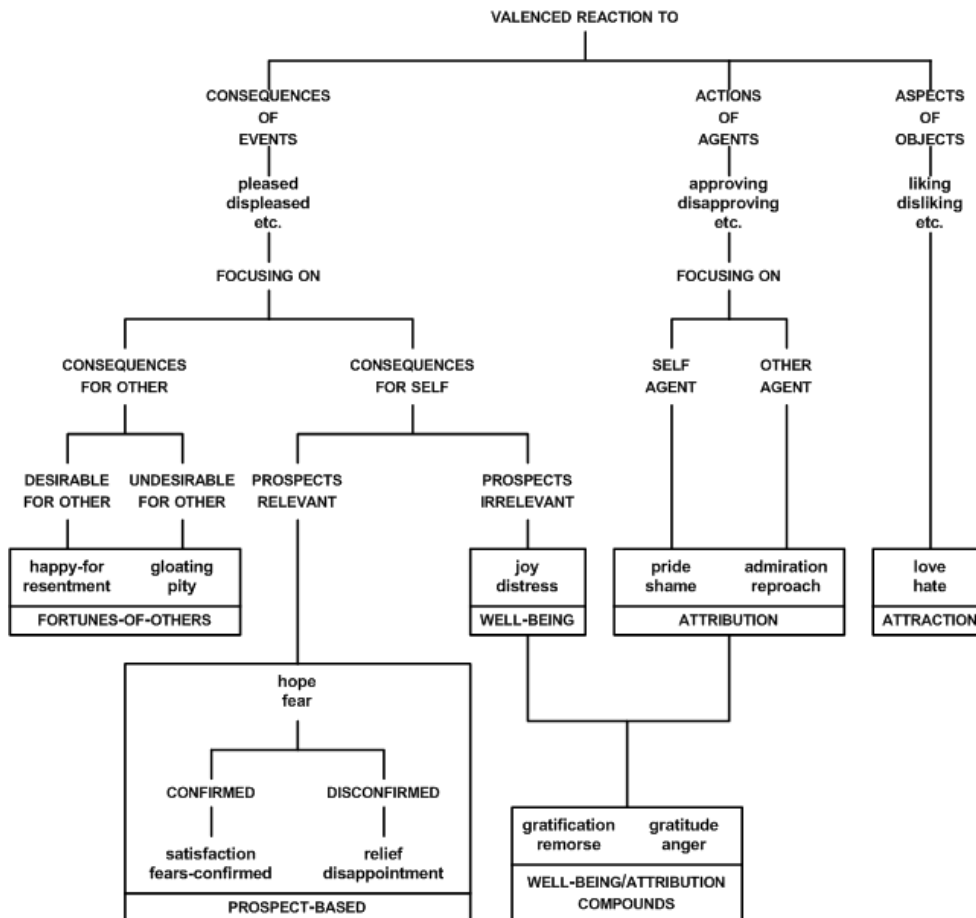 VALENCED REACTION TO
CONSEQUENCES
OF
EVENTS
pleased
displeased
etc.
FOCUSING ON
ACTIONS
OF
AGENTS
approving
disapproving
etc.
FOCUSING ON
ASPECTS
OF
OBJECTS
liking
disliking
etc.
CONSEQUENCES
FOR OTHER
CONSEQUENCES
FOR SELF
SELF
AGENT
OTHER
AGENT
DESIRABLE
FOR OTHER
UNDESIRABLE
FOR OTHER
PROSPECTS
RELEVANT
PROSPECTS
IRRELEVANT
happy-for
resentment
gloating
pity
FORTUNES-OF-OTHERS
joy
distress
WELL-BEING
pride
shame
admiration
reproach
ATTRIBUTION
love
hate
ATTRACTION
hope
fear
CONFIRMED
DISCONFIRMED
satisfaction
fears-confirmed
relief
disappointment
PROSPECT-BASED
gratification
remorse
gratitude
anger
WELL-BEING/ATTRIBUTION
COMPOUNDS